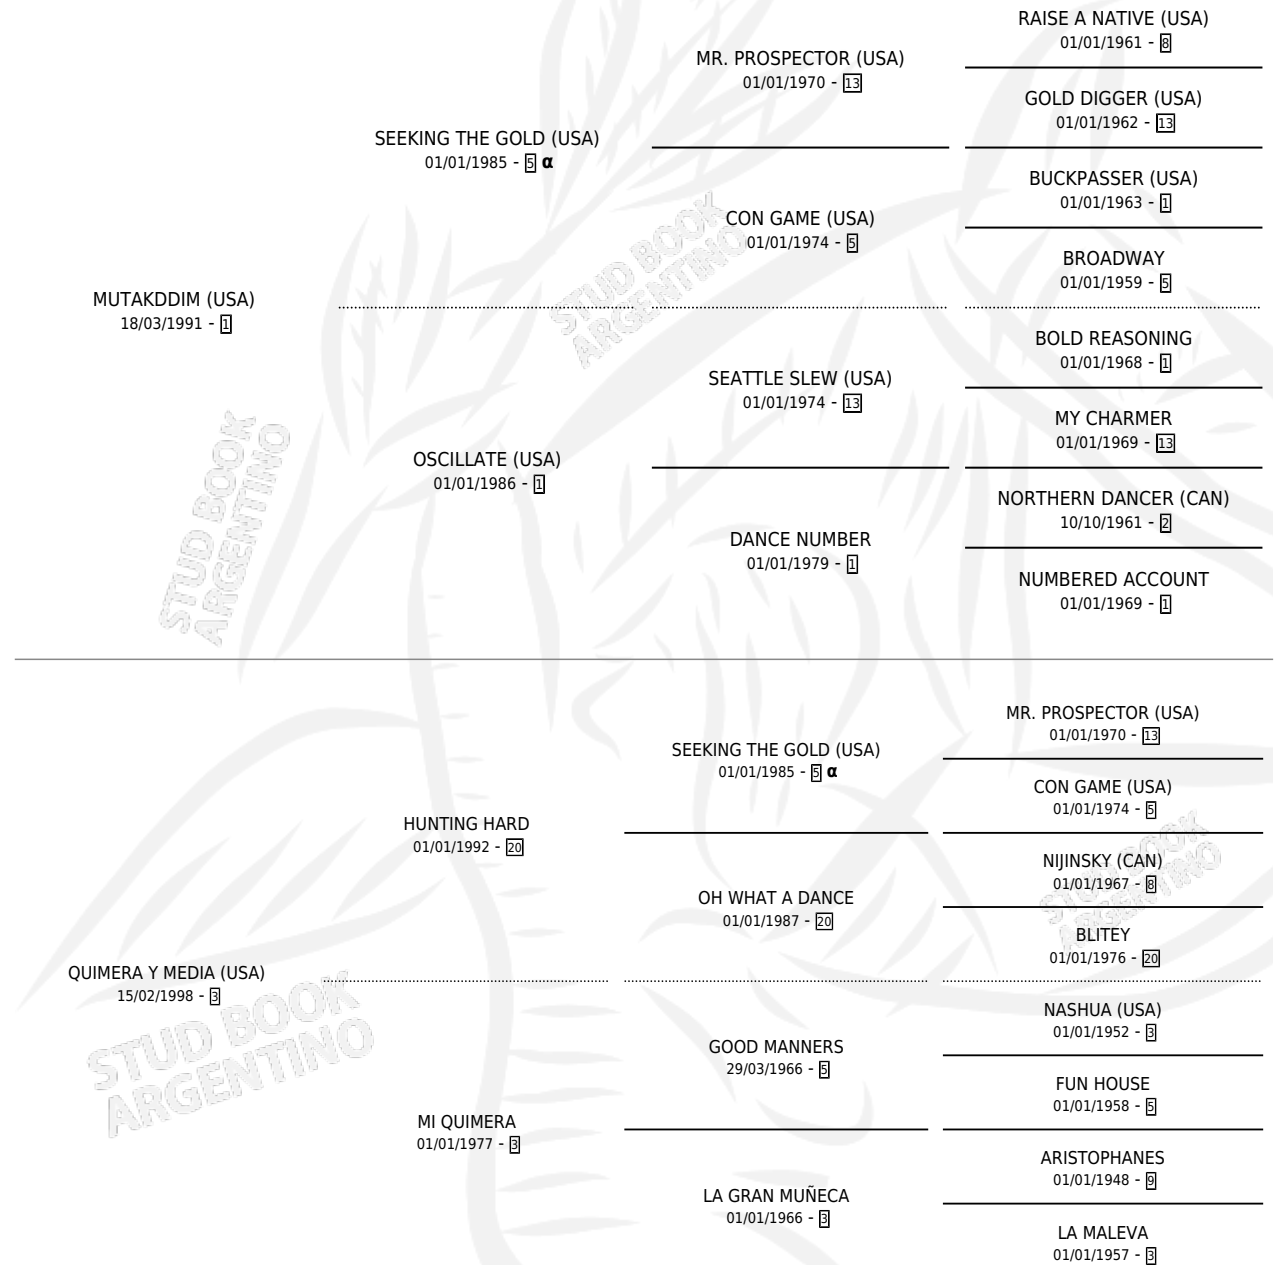 RAISE A NATIVE (USA)
01/01/1961 - 8
MR. PROSPECTOR (USA)
01/01/1970 - 13
GOLD DIGGER (USA)
01/01/1962 - 13
SEEKING THE GOLD (USA)
01/01/1985 - 5 α
BUCKPASSER (USA)
01/01/1963 - 1
CON GAME (USA)
01/01/1974 - 5
BROADWAY
01/01/1959 - 5
MUTAKDDIM (USA)
18/03/1991 - 1
BOLD REASONING
01/01/1968 - 1
SEATTLE SLEW (USA)
01/01/1974 - 13
MY CHARMER
01/01/1969 - 13
OSCILLATE (USA)
01/01/1986 - 1
NORTHERN DANCER (CAN)
10/10/1961 - 2
DANCE NUMBER
01/01/1979 - 1
NUMBERED ACCOUNT
01/01/1969 - 1
STUD BOOK
ARGENTINO
STUD BOOK
ARGENTINO
MR. PROSPECTOR (USA)
01/01/1970 - 13
SEEKING THE GOLD (USA)
01/01/1985 - 5 α
CON GAME (USA)
01/01/1974 - 5
HUNTING HARD
01/01/1992 - 20
NIJINSKY (CAN)
01/01/1967 - 8
OH WHAT A DANCE
01/01/1987 - 20
BLITEY
01/01/1976 - 20
QUIMERA Y MEDIA (USA)
15/02/1998 - 3
NASHUA (USA)
01/01/1952 - 3
GOOD MANNERS
29/03/1966 - 5
FUN HOUSE
01/01/1958 - 5
MI QUIMERA
01/01/1977 - 3
ARISTOPHANES
01/01/1948 - 9
LA GRAN MUÑECA
01/01/1966 - 3
LA MALEVA
01/01/1957 - 3
STUD BOOK
ARGENTINO
STUD BOOK
ARGENTINO